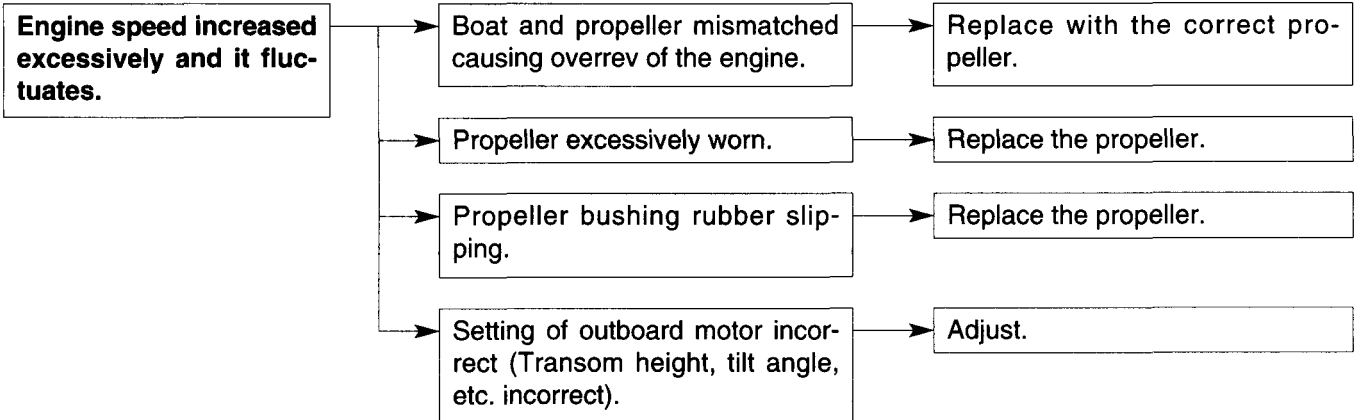 Engine speed increased
excessively and it fluc-
tuates.
Boat and propeller mismatched
causing overrev of the engine.
Replace with the correct pro-
peller.
Propeller excessively worn.
Replace the propeller.
Propeller bushing rubber slip-
ping.
Replace the propeller.
Setting of outboard motor incor-
rect (Transom height, tilt angle,
etc. incorrect).
Adjust.